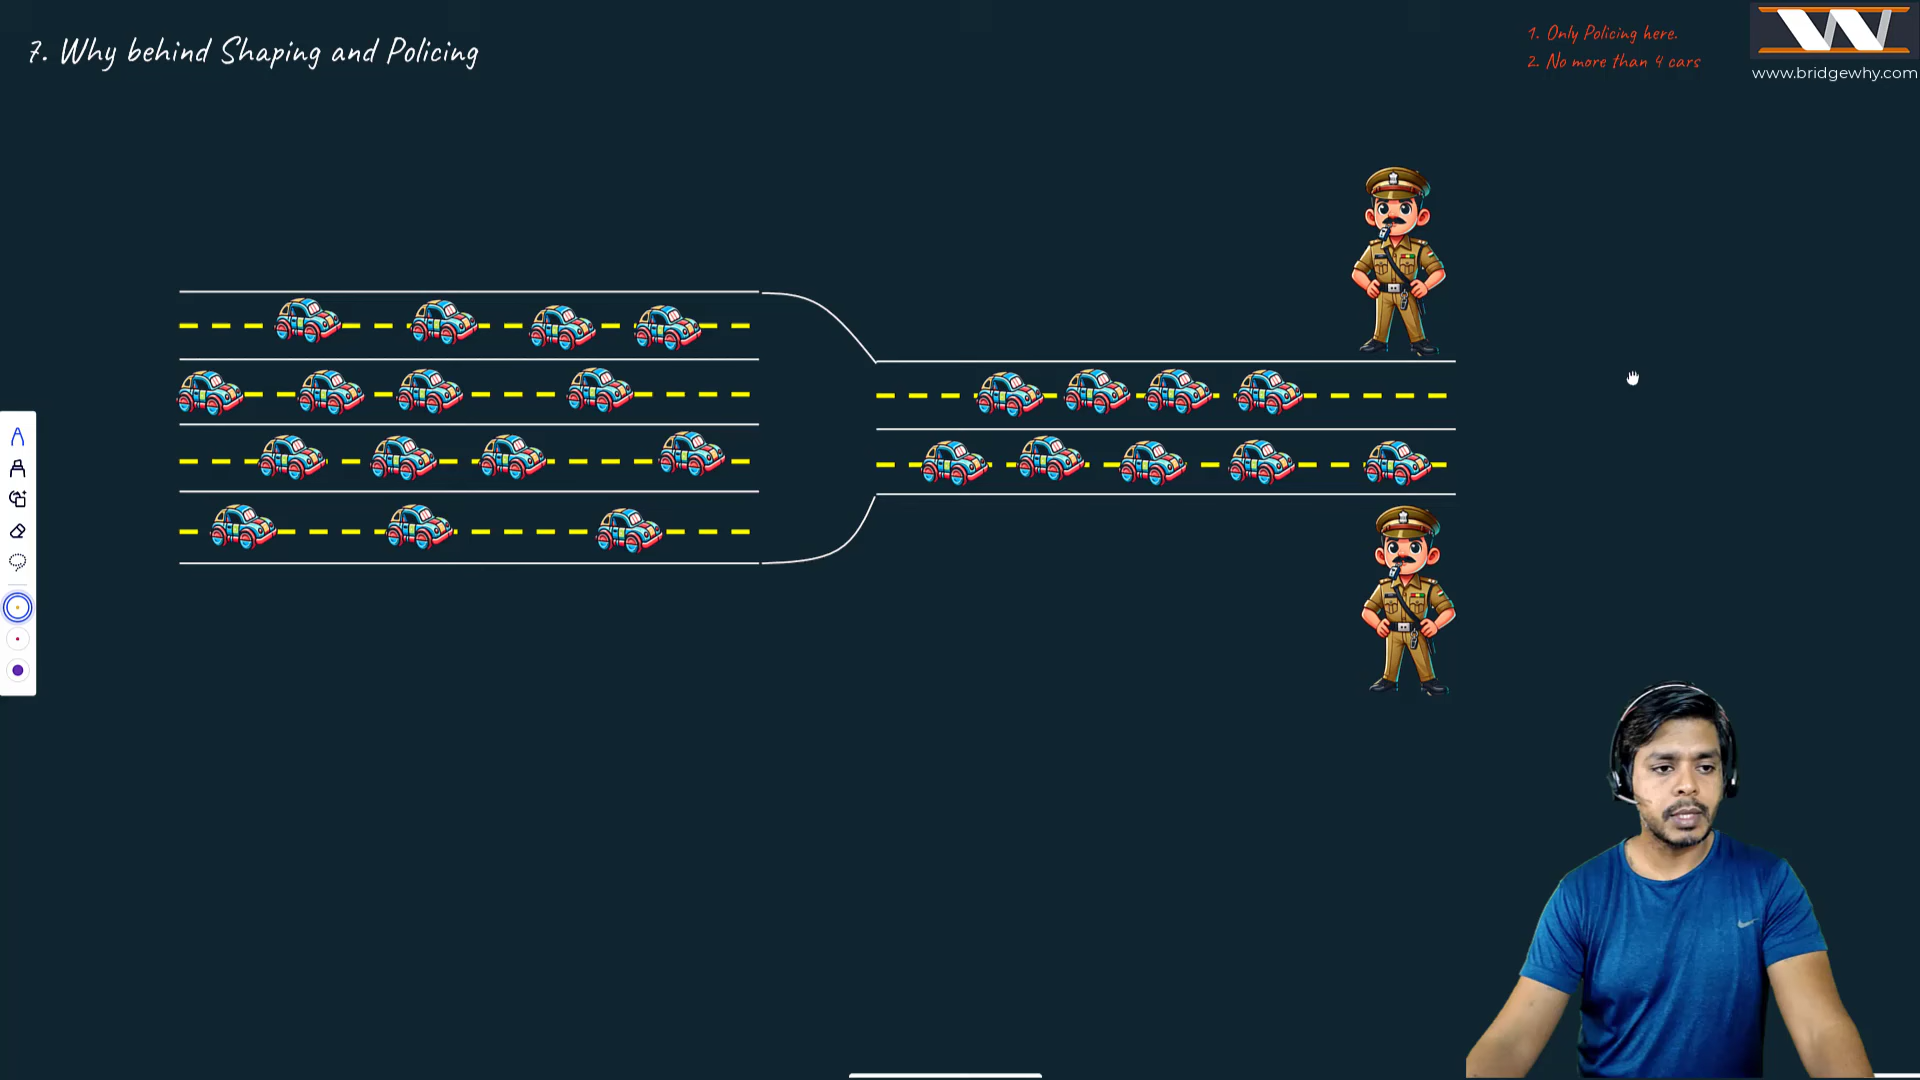 7. Why behind Shaping and Policing
1. Only Policing here.
2. No more than 4 cars
www.bridgewhy.com